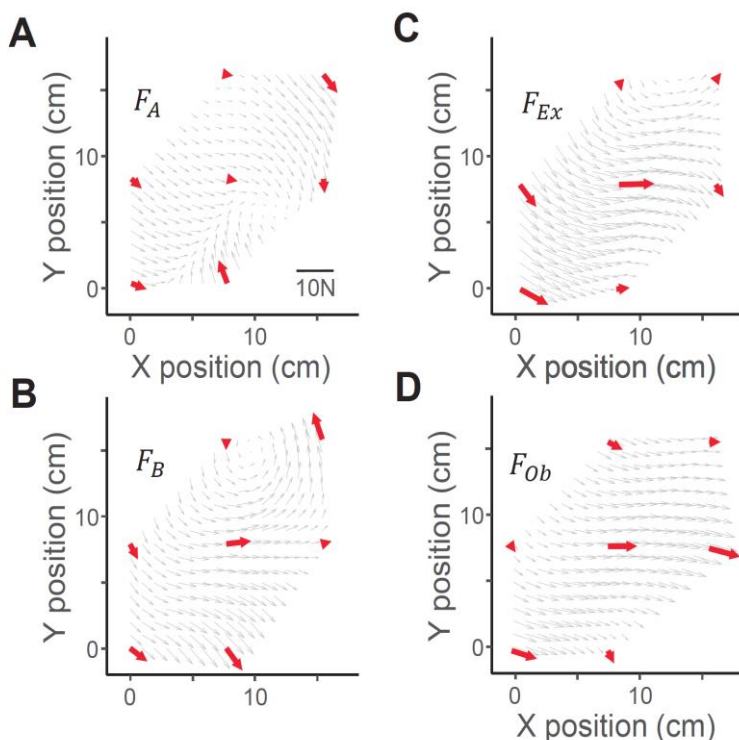 A
F_A
Y position (cm)
10
0
10N
0
10
X position (cm)
C
F_Ex
Y position (cm)
10
0
0
10
X position (cm)
B
F_B
Y position (cm)
10
0
0
10
D
F_Ob
Y position (cm)
10
0
0
10
X position (cm)